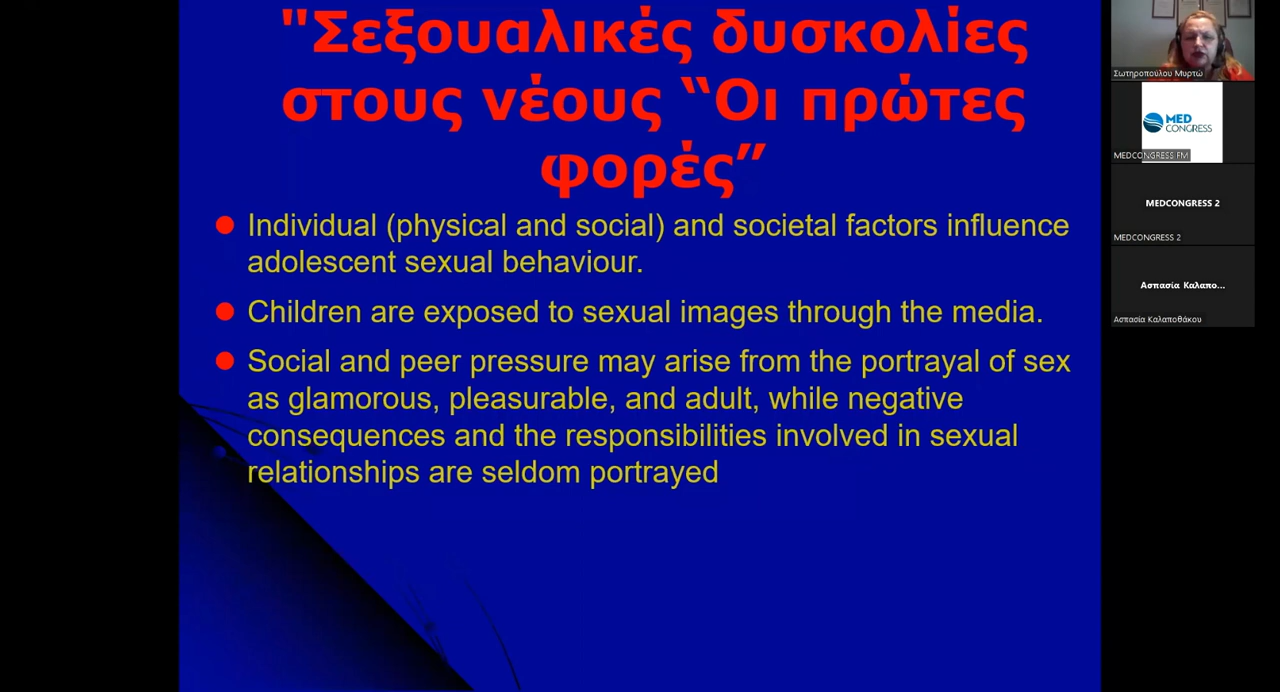 "Σεξουαλικές δυσκολίες
στους νέους “Οι πρώτες
φορές”
Individual (physical and social) and societal factors influence
adolescent sexual behaviour.
Children are exposed to sexual images through the media.
Social and peer pressure may arise from the portrayal of sex
as glamorous, pleasurable, and adult, while negative
consequences and the responsibilities involved in sexual
relationships are seldom portrayed
Σωτηροπούλου Μυρτώ
MED
CONGRESS
MEDCONGRESS FM
MEDCONGRESS 2
MEDCONGRESS 2
Ασπασία Καλαπο...
Ασπασία Καλαποθάκου